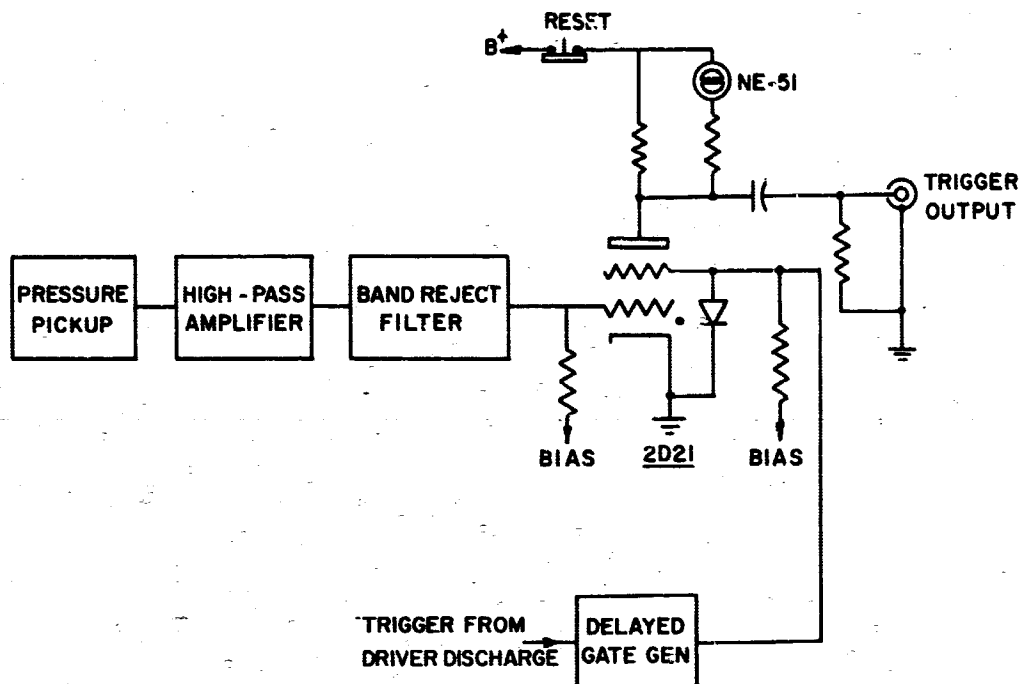 RESET
B+
NE-51
TRIGGER
OUTPUT
PRESSURE
PICKUP
HIGH - PASS
AMPLIFIER
BAND REJECT
FILTER
BIAS
2D21
BIAS
TRIGGER FROM
DRIVER DISCHARGE
DELAYED
GATE GEN